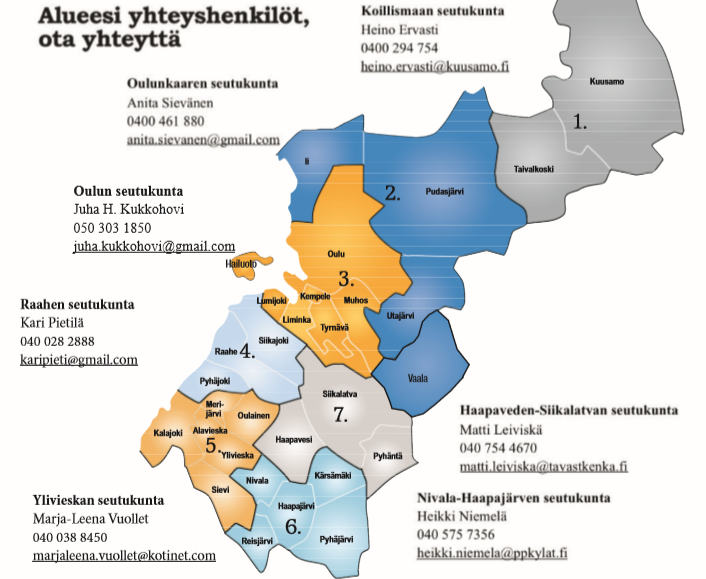 Alueesi yhteyshenkilöt,
ota yhteyttä
Koillismaan seutukunta
Heino Ervasti
0400 294 754
heino.ervasti@kuusamo.fi
Oulunkaaren seutukunta
Anita Sievänen
0400 461 880
anita.sievanen@gmail.com
Oulun seutukunta
Juha H. Kukkohovi
050 303 1850
juha.kukkohovi@gmail.com
Raahen seutukunta
Kari Pietilä
040 028 2888
karipieti@gmail.com
Ylivieskan seutukunta
Marja-Leena Vuollet
040 038 8450
marjaleena.vuollet@kotinet.com
Haapaveden-Siikalatvan seutukunta
Matti Leiviskä
040 754 4670
matti.leiviska@tavastkenka.fi
Nivala-Haapajärven seutukunta
Heikki Niemelä
040 575 7356
heikki.niemela@ppkylat.fi
Kuusamo
1.
Taivalkoski
Ii
2.
Pudasjärvi
Utajärvi
Vaala
Oulu
3.
Hailuoto
Lumijoki
Kempele
Muhos
Liminka
Tyrnävä
Siikajoki
Raahe
4.
Pyhäjoki
Meri-
järvi
Oulainen
Kalajoki
Alavieska
5.
Ylivieska
Sievi
Siikalatva
7.
Haapavesi
Pyhäntä
Nivala
Kärsämäki
Haapajärvi
6.
Reisjärvi
Pyhäjärvi